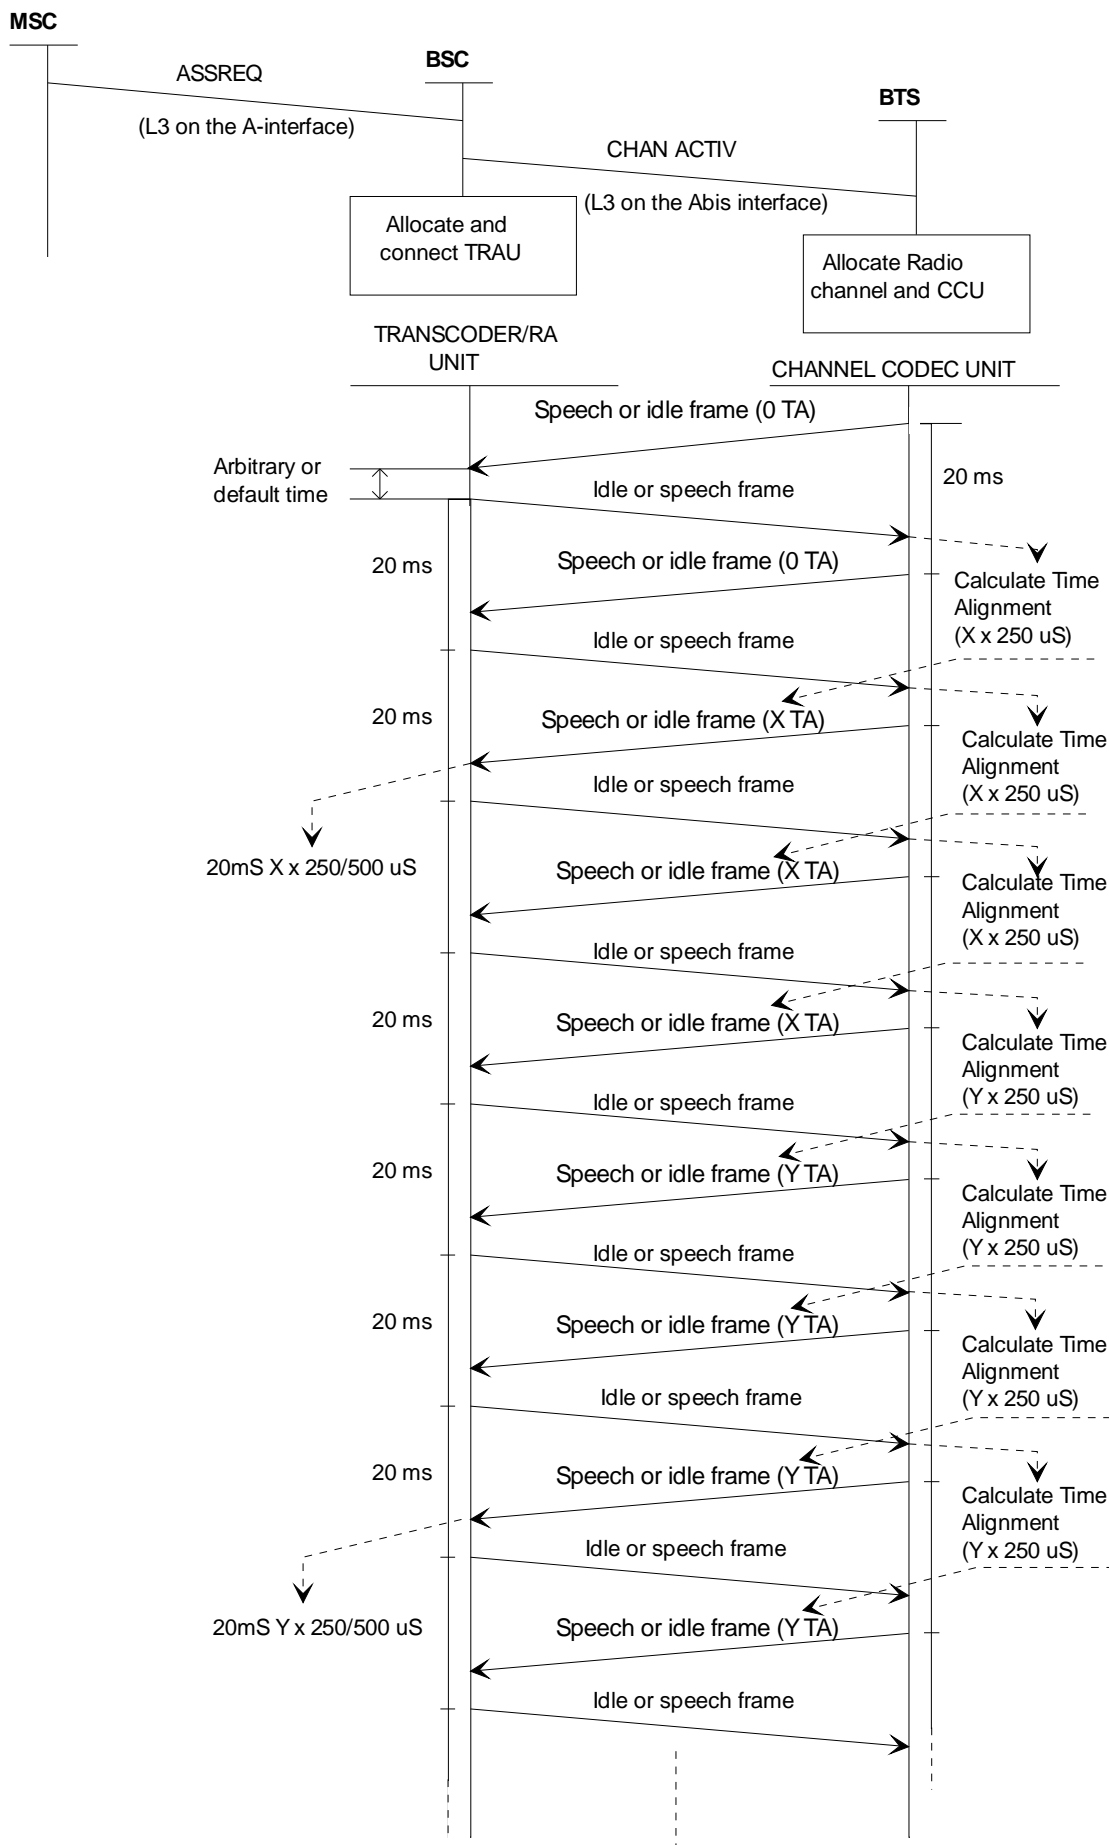 MSC
BSC
ASSREQ
BTS
(L3 on the A-interface)
CHAN ACTIV
(L3 on the Abis interface)
Allocate and
connect TRAU
Allocate Radio
channel and CCU
TRANSCODER/RA
UNIT
CHANNEL CODEC UNIT
Speech or idle frame (0 TA)
Arbitrary or
default time
20 ms
Idle or speech frame
20 ms
Speech or idle frame (0 TA)
Calculate Time
Alignment
(X x 250 uS)
Idle or speech frame
20 ms
Speech or idle frame (X TA)
Calculate Time
Alignment
(X x 250 uS)
Idle or speech frame
20mS X x 250/500 uS
Speech or idle frame (X TA)
Calculate Time
Alignment
(X x 250 uS)
Idle or speech frame
20 ms
Speech or idle frame (X TA)
Calculate Time
Alignment
(Y x 250 uS)
Idle or speech frame
20 ms
Speech or idle frame (Y TA)
Calculate Time
Alignment
(Y x 250 uS)
Idle or speech frame
20 ms
Speech or idle frame (Y TA)
Calculate Time
Alignment
(Y x 250 uS)
Idle or speech frame
20 ms
Speech or idle frame (Y TA)
Calculate Time
Alignment
(Y x 250 uS)
Idle or speech frame
20mS Y x 250/500 uS
Speech or idle frame (Y TA)
Idle or speech frame